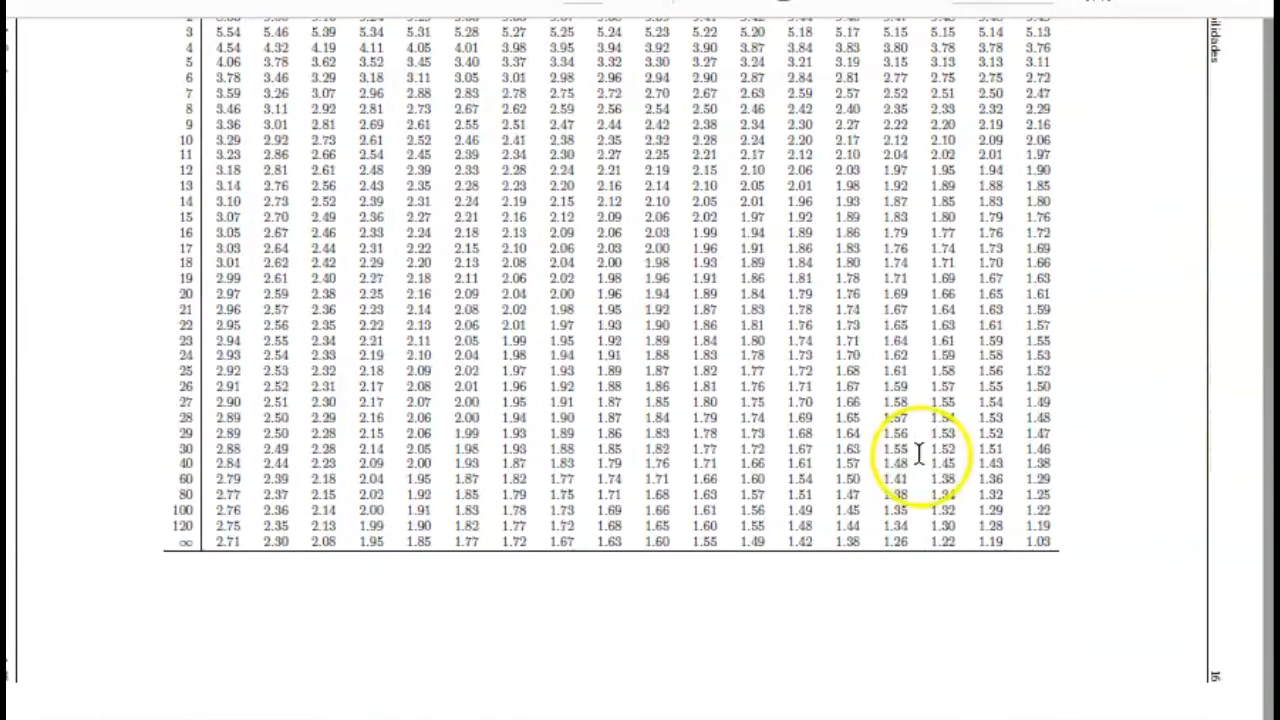 3 5.54 5.46 5.39 5.34 5.31 5.28 5.27 5.25 5.24 5.23 5.22 5.20 5.18 5.17 5.15 5.15 5.14 5.13
4 4.54 4.32 4.19 4.11 4.05 4.01 3.98 3.95 3.94 3.92 3.90 3.87 3.84 3.83 3.80 3.78 3.78 3.76
5 4.06 3.78 3.62 3.52 3.45 3.40 3.37 3.34 3.32 3.30 3.27 3.24 3.21 3.19 3.15 3.13 3.13 3.11
6 3.78 3.46 3.29 3.18 3.11 3.05 3.01 2.98 2.96 2.94 2.90 2.87 2.84 2.81 2.77 2.75 2.75 2.72
7 3.59 3.26 3.07 2.96 2.88 2.83 2.78 2.75 2.72 2.70 2.67 2.63 2.59 2.57 2.52 2.51 2.50 2.47
8 3.46 3.11 2.92 2.81 2.73 2.67 2.62 2.59 2.56 2.54 2.50 2.46 2.42 2.40 2.35 2.33 2.32 2.29
9 3.36 3.01 2.81 2.69 2.61 2.55 2.51 2.47 2.44 2.42 2.38 2.34 2.30 2.27 2.22 2.20 2.19 2.16
10 3.29 2.92 2.73 2.61 2.52 2.46 2.41 2.38 2.35 2.32 2.28 2.24 2.20 2.17 2.12 2.10 2.09 2.06
11 3.23 2.86 2.66 2.54 2.45 2.39 2.34 2.30 2.27 2.25 2.21 2.17 2.12 2.10 2.04 2.02 2.01 1.97
12 3.18 2.81 2.61 2.48 2.39 2.33 2.28 2.24 2.21 2.19 2.15 2.10 2.06 2.03 1.97 1.95 1.94 1.90
13 3.14 2.76 2.56 2.43 2.35 2.28 2.23 2.20 2.16 2.14 2.10 2.05 2.01 1.98 1.92 1.89 1.88 1.85
14 3.10 2.73 2.52 2.39 2.31 2.24 2.19 2.15 2.12 2.10 2.05 2.01 1.96 1.93 1.87 1.85 1.83 1.80
15 3.07 2.70 2.49 2.36 2.27 2.21 2.16 2.12 2.09 2.06 2.02 1.97 1.92 1.89 1.83 1.80 1.79 1.76
16 3.05 2.67 2.46 2.33 2.24 2.18 2.13 2.09 2.06 2.03 1.99 1.94 1.89 1.86 1.79 1.77 1.76 1.72
17 3.03 2.64 2.44 2.31 2.22 2.15 2.10 2.06 2.03 2.00 1.96 1.91 1.86 1.83 1.76 1.74 1.73 1.69
18 3.01 2.62 2.42 2.29 2.20 2.13 2.08 2.04 2.00 1.98 1.93 1.89 1.84 1.80 1.74 1.71 1.70 1.66
19 2.99 2.61 2.40 2.27 2.18 2.11 2.06 2.02 1.98 1.96 1.91 1.86 1.81 1.78 1.71 1.69 1.67 1.63
20 2.97 2.59 2.38 2.25 2.16 2.09 2.04 2.00 1.96 1.94 1.89 1.84 1.79 1.76 1.69 1.66 1.65 1.61
21 2.96 2.57 2.36 2.23 2.14 2.08 2.02 1.98 1.95 1.92 1.87 1.83 1.78 1.74 1.67 1.64 1.63 1.59
22 2.95 2.56 2.35 2.22 2.13 2.06 2.01 1.97 1.93 1.90 1.86 1.81 1.76 1.73 1.65 1.63 1.61 1.57
23 2.94 2.55 2.34 2.21 2.11 2.05 1.99 1.95 1.92 1.89 1.84 1.80 1.74 1.71 1.64 1.61 1.59 1.55
24 2.93 2.54 2.33 2.19 2.10 2.04 1.98 1.94 1.91 1.88 1.83 1.78 1.73 1.70 1.62 1.59 1.58 1.53
25 2.92 2.53 2.32 2.18 2.09 2.02 1.97 1.93 1.89 1.87 1.82 1.77 1.72 1.68 1.61 1.58 1.56 1.52
26 2.91 2.52 2.31 2.17 2.08 2.01 1.96 1.92 1.88 1.86 1.81 1.76 1.71 1.67 1.59 1.57 1.55 1.50
27 2.90 2.51 2.30 2.17 2.07 2.00 1.95 1.91 1.87 1.85 1.80 1.75 1.70 1.66 1.58 1.55 1.54 1.49
28 2.89 2.50 2.29 2.16 2.06 2.00 1.94 1.90 1.87 1.84 1.79 1.74 1.69 1.65 1.57 1.54 1.53 1.48
29 2.89 2.50 2.28 2.15 2.06 1.99 1.93 1.89 1.86 1.83 1.78 1.73 1.68 1.64 1.56 1.53 1.52 1.47
30 2.88 2.49 2.28 2.14 2.05 1.98 1.93 1.88 1.85 1.82 1.77 1.72 1.67 1.63 1.55 1.52 1.51 1.46
40 2.84 2.44 2.23 2.09 2.00 1.93 1.87 1.83 1.79 1.76 1.71 1.66 1.61 1.57 1.48 1.45 1.43 1.38
60 2.79 2.39 2.18 2.04 1.95 1.87 1.82 1.77 1.74 1.71 1.66 1.60 1.54 1.50 1.41 1.38 1.36 1.29
80 2.77 2.37 2.15 2.02 1.92 1.85 1.79 1.75 1.71 1.68 1.63 1.57 1.51 1.47 1.38 1.34 1.32 1.25
100 2.76 2.36 2.14 2.00 1.91 1.83 1.78 1.73 1.69 1.66 1.61 1.56 1.49 1.45 1.35 1.32 1.29 1.22
120 2.75 2.35 2.13 1.99 1.90 1.82 1.77 1.72 1.68 1.65 1.60 1.55 1.48 1.44 1.34 1.30 1.28 1.19
∞ 2.71 2.30 2.08 1.95 1.85 1.77 1.72 1.67 1.63 1.60 1.55 1.49 1.42 1.38 1.26 1.22 1.19 1.03
ilidades
16